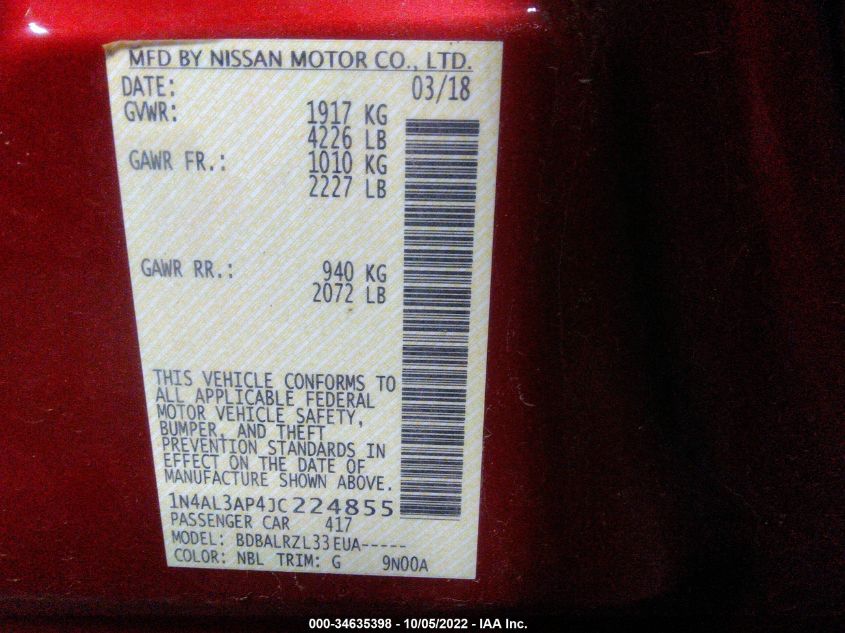 MFD BY NISSAN MOTOR CO., LTD.
DATE: 03/18
GVWR: 1917 KG
4226 LB
GAWR FR.: 1010 KG
2227 LB
GAWR RR.: 940 KG
2072 LB
THIS VEHICLE CONFORMS TO
ALL APPLICABLE FEDERAL
MOTOR VEHICLE SAFETY,
BUMPER, AND THEFT
PREVENTION STANDARDS IN
EFFECT ON THE DATE OF
MANUFACTURE SHOWN ABOVE.
1N4AL3AP4JC224855
PASSENGER CAR 417
MODEL: BDBALRZL33EUA-----
COLOR: NBL TRIM: G 9N00A
000-34635398 - 10/05/2022 - IAA Inc.